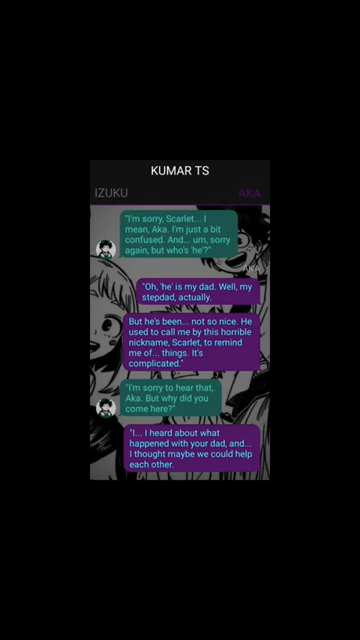 KUMAR TS
IZUKU
AKA
"I'm sorry, Scarlet... I
mean, Aka. I'm just a bit
confused. And... um, sorry
again, but who's 'he'?"
"Oh, 'he' is my dad. Well, my
stepdad, actually.
But he's been... not so nice. He
used to call me by this horrible
nickname, Scarlet, to remind
me of... things. It's
complicated."
"I'm sorry to hear that,
Aka. But why did you
come here?"
"I... I heard about what
happened with your dad, and...
I thought maybe we could help
each other.